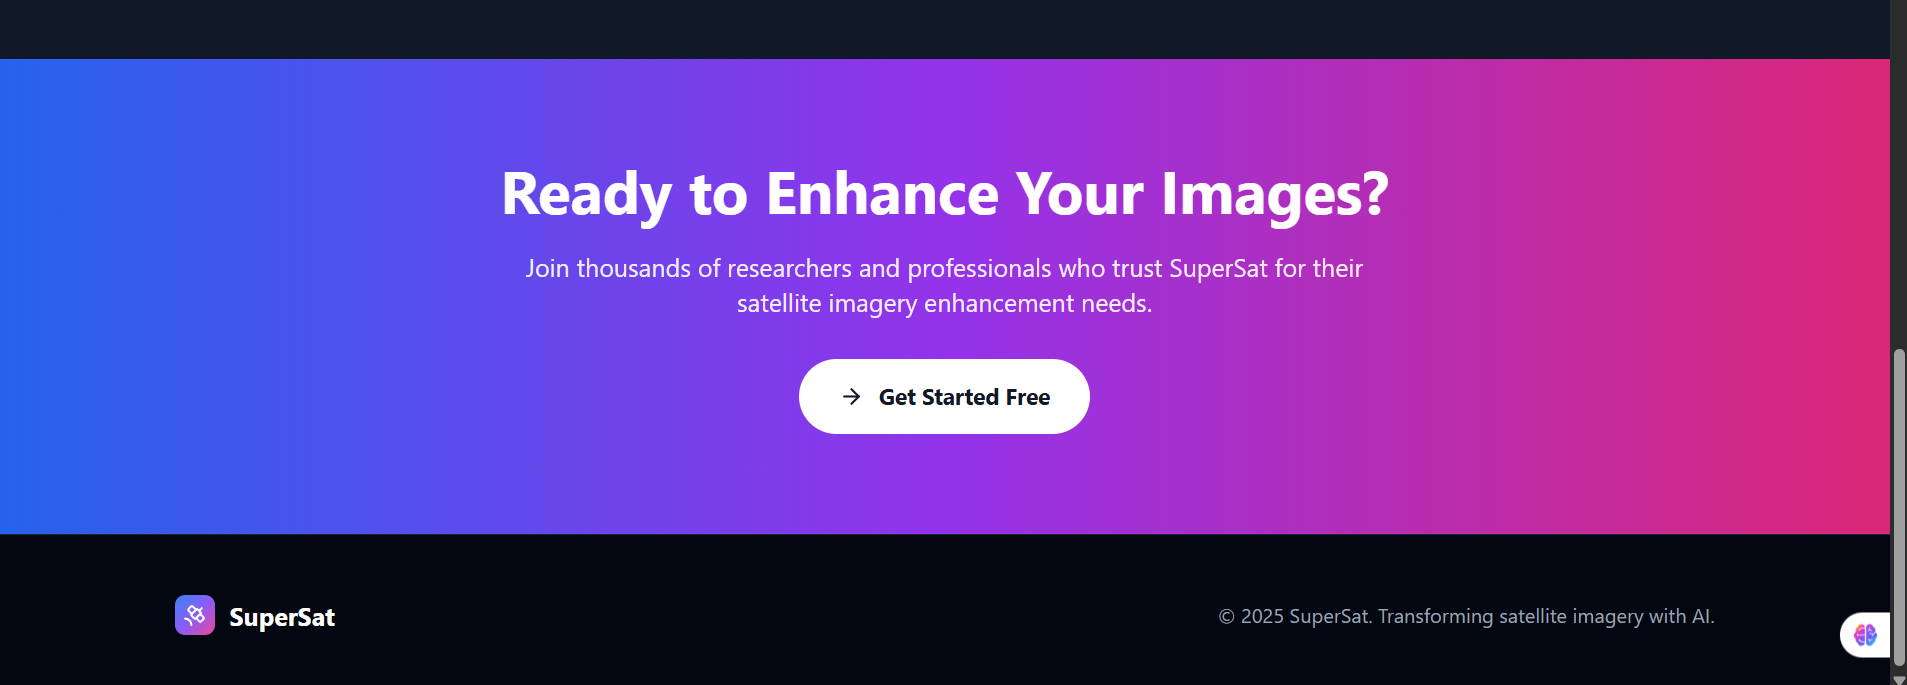 Ready to Enhance Your Images?
Join thousands of researchers and professionals who trust SuperSat for their
satellite imagery enhancement needs.
Get Started Free
SuperSat
© 2025 SuperSat. Transforming satellite imagery with AI.